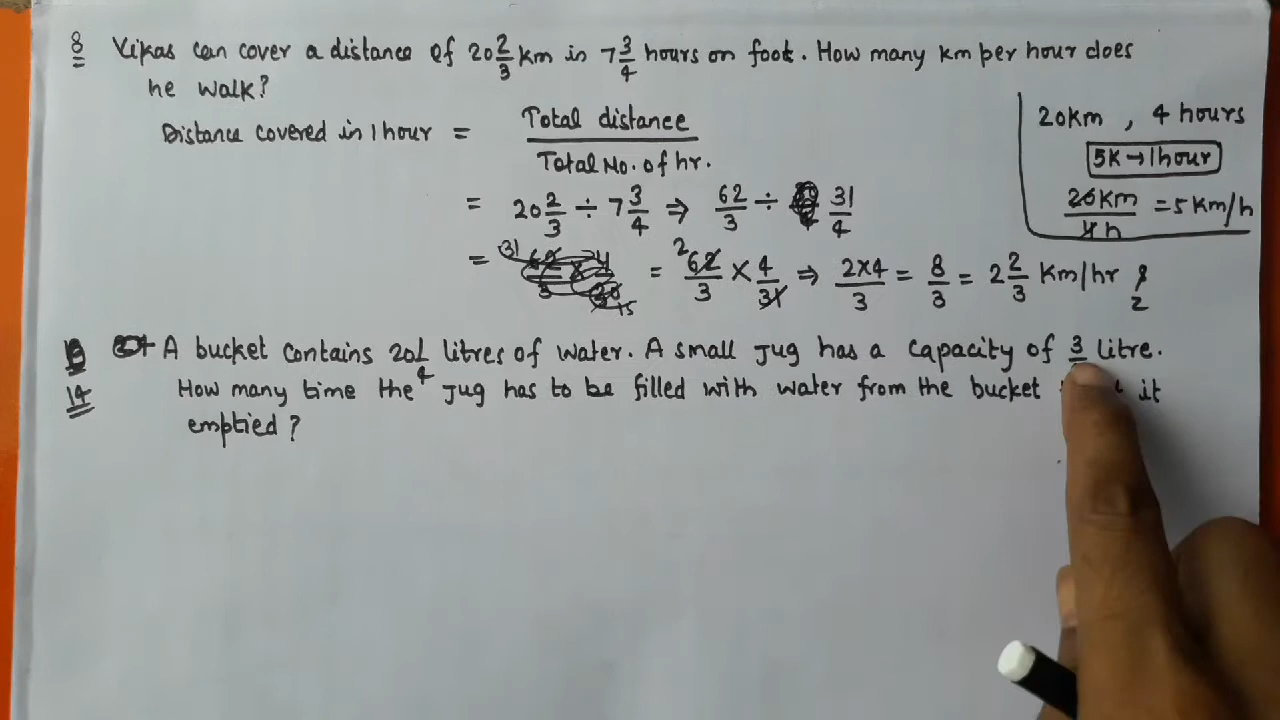 8 Vikas can cover a distance of 20 2/3 km in 7 3/4 hours on foot. How many km per hour does
he walk?
Distance covered in 1 hour = Total distance / Total No. of hr.
= 20 2/3 ÷ 7 3/4 ⇒ 62/3 ÷ 31/4
= = 2 62/3 × 4/31 ⇒ 2×4/3 = 8/3 = 2 2/3 km/hr
20km , 4 hours
5K → 1 hour
20km/4h = 5km/h
14 A bucket contains 20 1/4 litres of water. A small jug has a capacity of 3/ litre.
How many time the jug has to be filled with water from the bucket it
emptied?